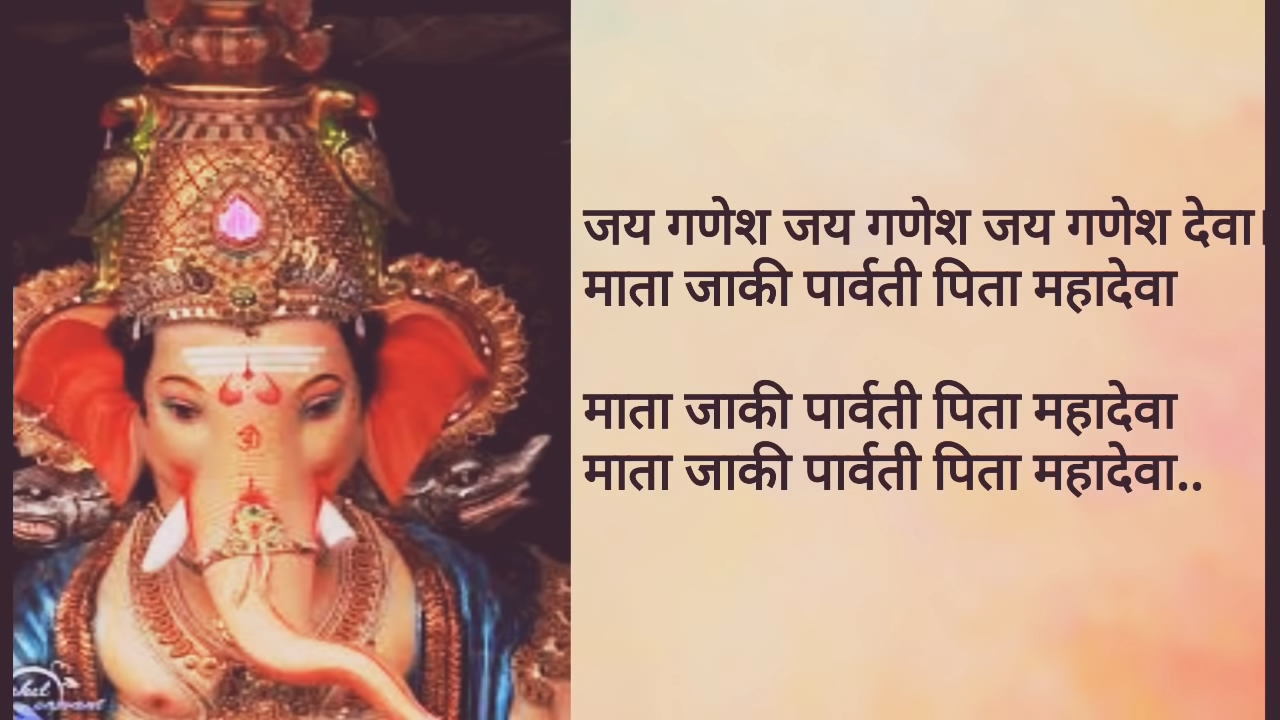 जय गणेश जय गणेश जय गणेश देवा।
माता जाकी पार्वती पिता महादेवा
माता जाकी पार्वती पिता महादेवा
माता जाकी पार्वती पिता महादेवा..
श्री